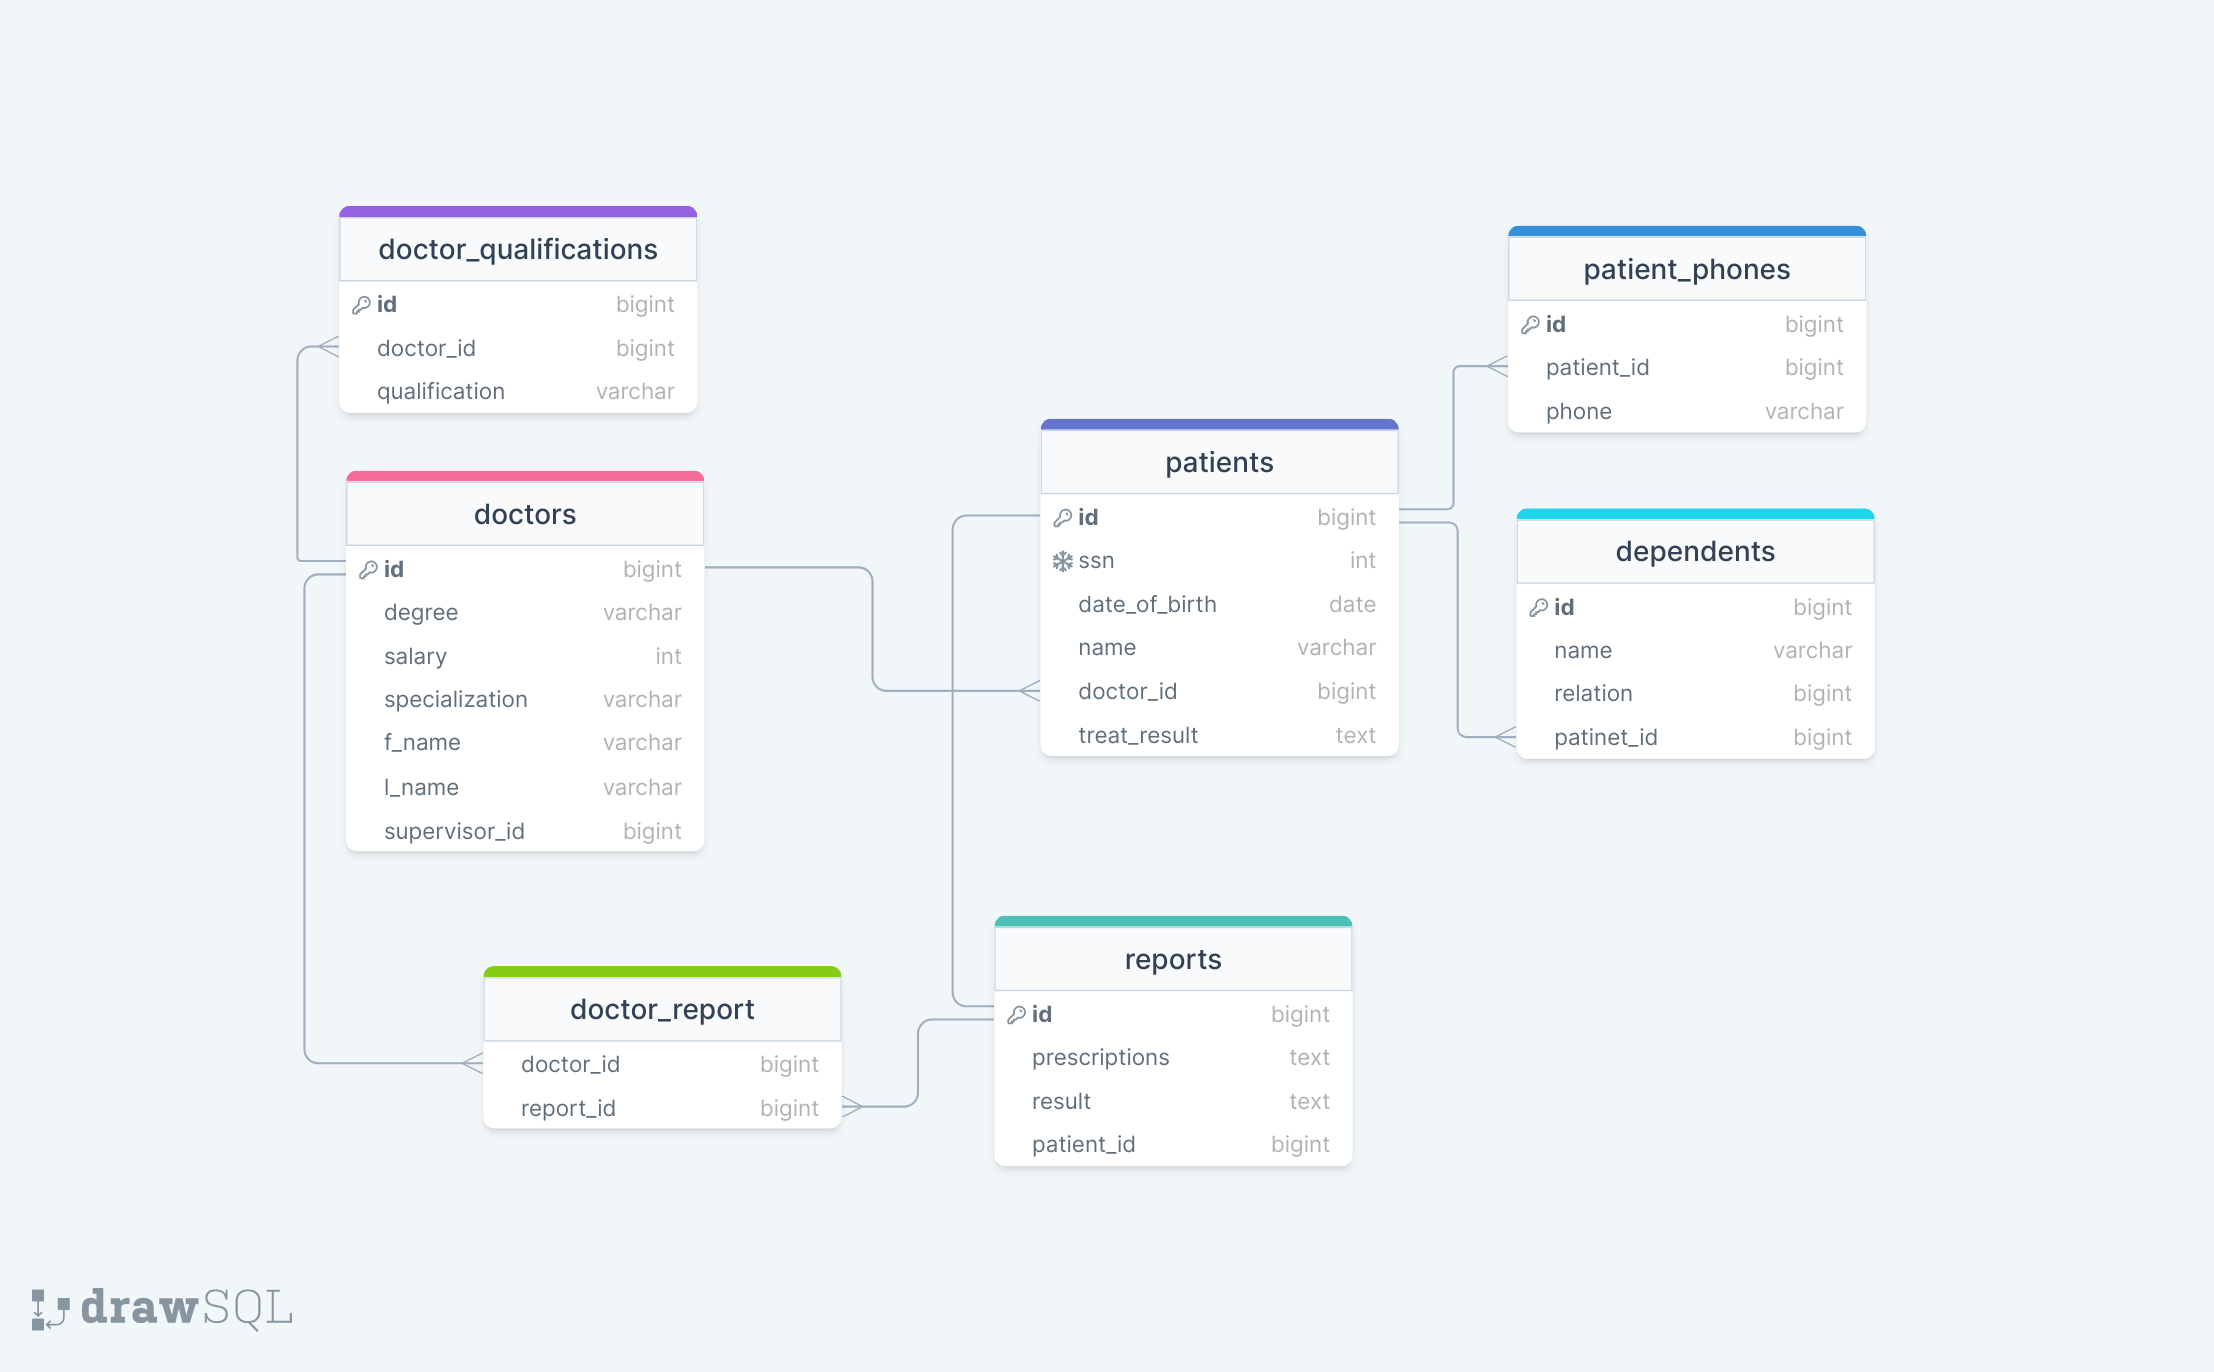 doctor_qualifications
id bigint
doctor_id bigint
qualification varchar
doctors
id bigint
degree varchar
salary int
specialization varchar
f_name varchar
l_name varchar
supervisor_id bigint
doctor_report
doctor_id bigint
report_id bigint
patients
id bigint
ssn int
date_of_birth date
name varchar
doctor_id bigint
treat_result text
reports
id bigint
prescriptions text
result text
patient_id bigint
patient_phones
id bigint
patient_id bigint
phone varchar
dependents
id bigint
name varchar
relation bigint
patinet_id bigint
drawSQL